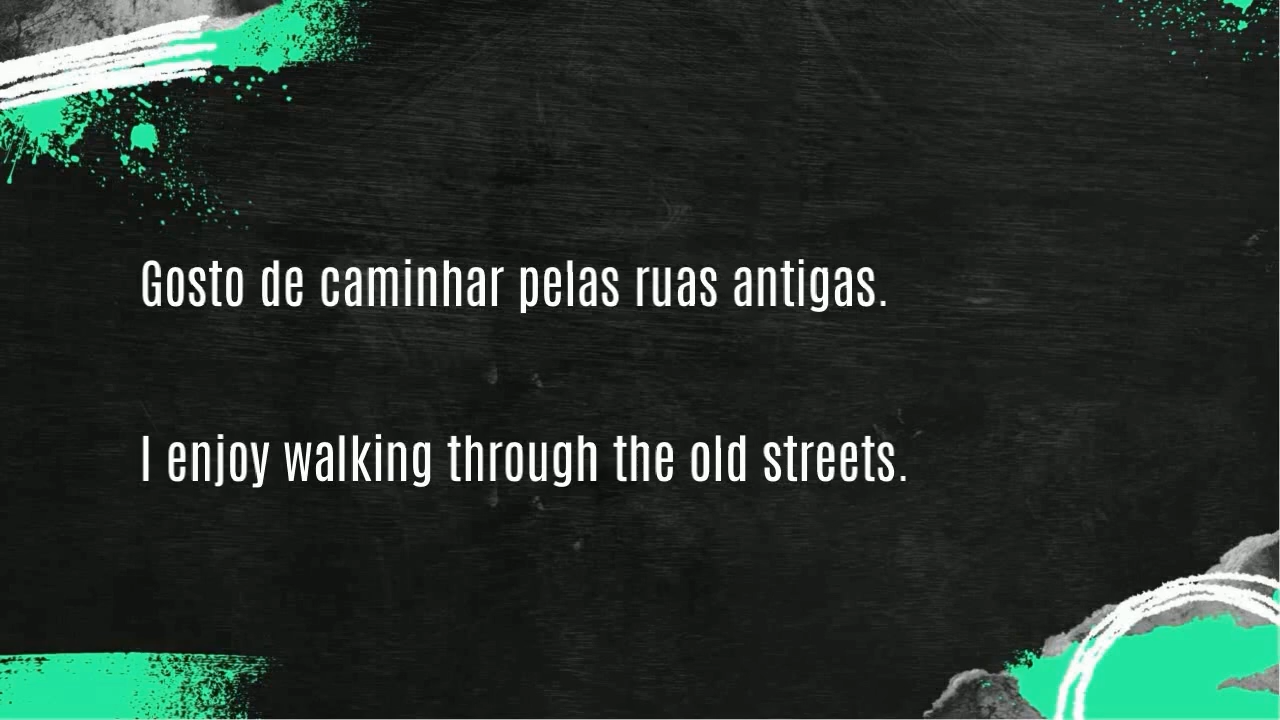 Gosto de caminhar pelas ruas antigas.
I enjoy walking through the old streets.